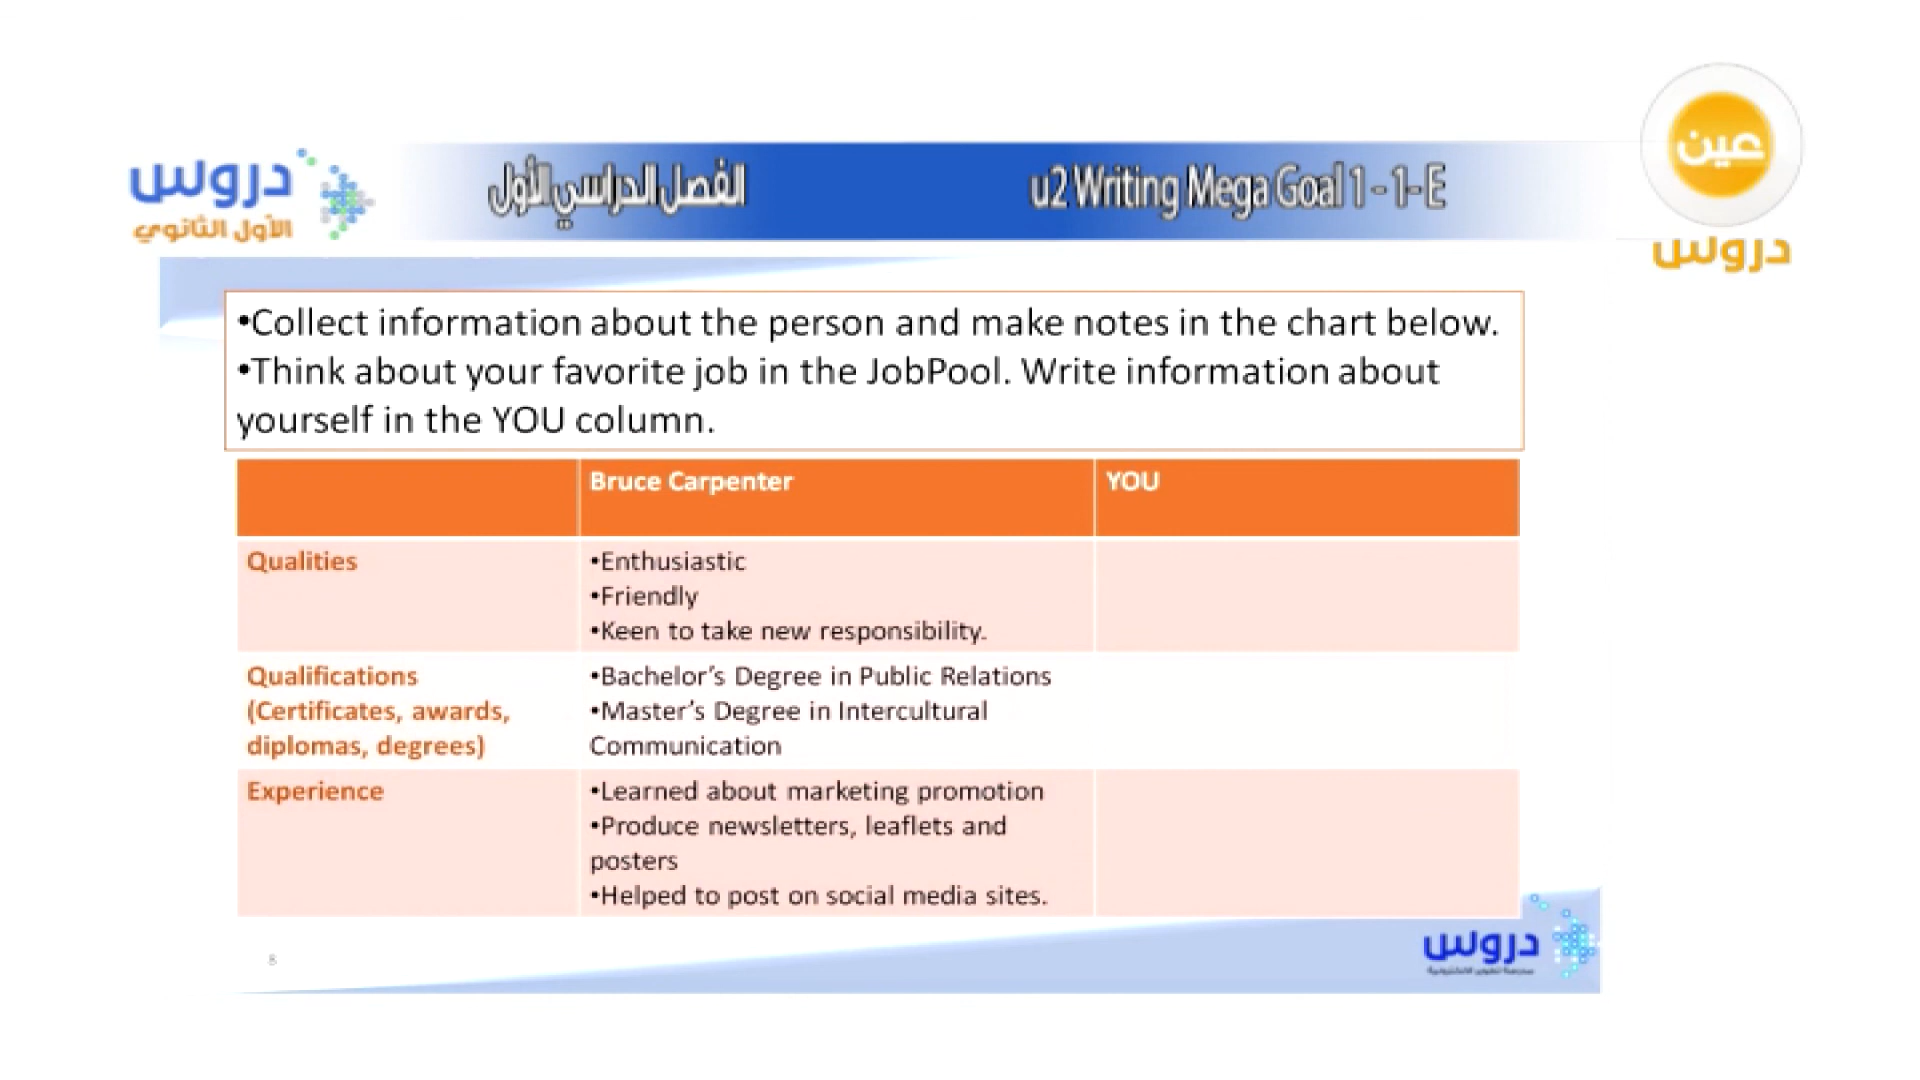 عين
دروس
دروس
الأول الثانوي
الفصل الدراسي الأول
u2 Writing Mega Goal 1 - 1- E
•Collect information about the person and make notes in the chart below.
•Think about your favorite job in the JobPool. Write information about
yourself in the YOU column.
Bruce Carpenter
YOU
Qualities
•Enthusiastic
•Friendly
•Keen to take new responsibility.
Qualifications
(Certificates, awards,
diplomas, degrees)
•Bachelor’s Degree in Public Relations
•Master’s Degree in Intercultural
Communication
Experience
•Learned about marketing promotion
•Produce newsletters, leaflets and
posters
•Helped to post on social media sites.
8
دروس